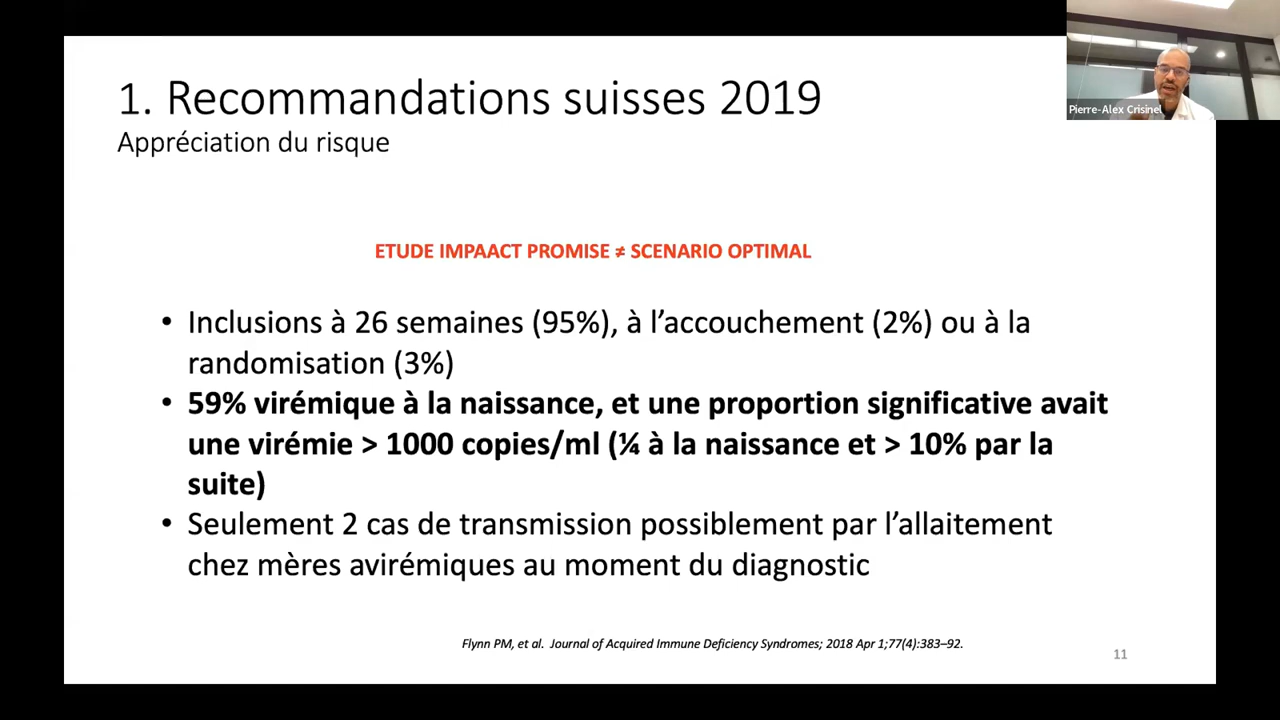 1. Recommandations suisses 2019
Appréciation du risque
Pierre-Alex Crisinel
ETUDE IMPAACT PROMISE ≠ SCENARIO OPTIMAL
• Inclusions à 26 semaines (95%), à l’accouchement (2%) ou à la
randomisation (3%)
• 59% virémique à la naissance, et une proportion significative avait
une virémie > 1000 copies/ml (¼ à la naissance et > 10% par la
suite)
• Seulement 2 cas de transmission possiblement par l’allaitement
chez mères avirémiques au moment du diagnostic
Flynn PM, et al. Journal of Acquired Immune Deficiency Syndromes; 2018 Apr 1;77(4):383–92.
11